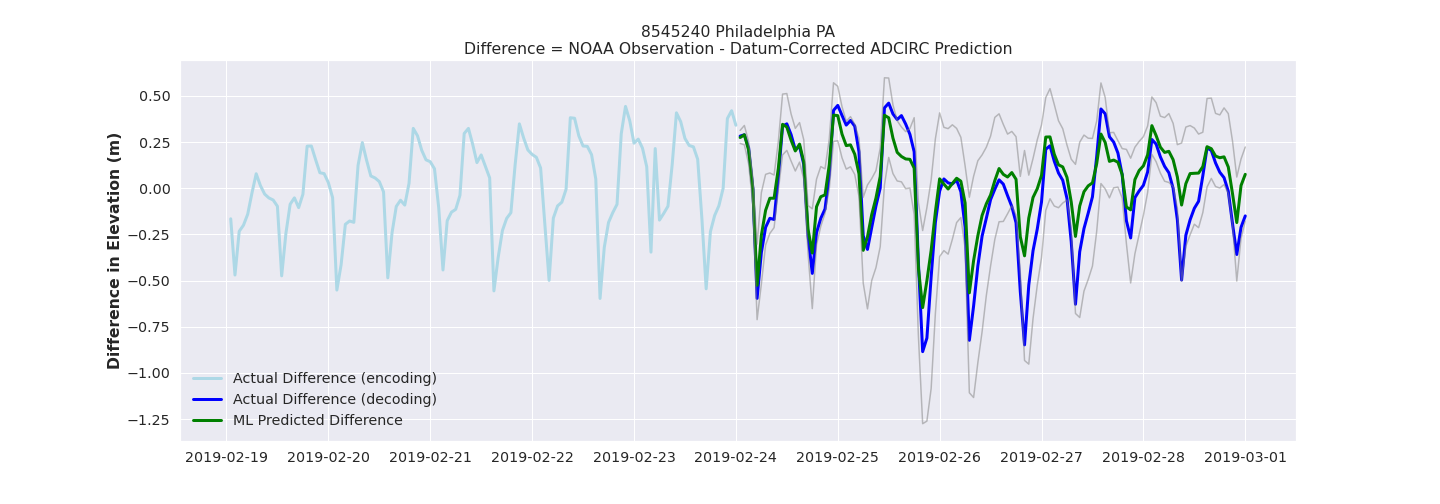 8545240 Philadelphia PA
Difference = NOAA Observation - Datum-Corrected ADCIRC Prediction
Difference in Elevation (m)
0.50
0.25
0.00
−0.25
−0.50
−0.75
−1.00
−1.25
Actual Difference (encoding)
Actual Difference (decoding)
ML Predicted Difference
2019-02-19 2019-02-20 2019-02-21 2019-02-22 2019-02-23 2019-02-24 2019-02-25 2019-02-26 2019-02-27 2019-02-28 2019-03-01